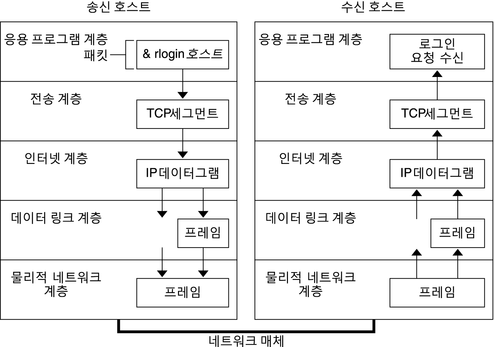 송신 호스트
응용 프로그램 계층
패킷
& rlogin호스트
전송 계층
TCP세그먼트
인터넷 계층
IP데이터그램
데이터 링크 계층
프레임
물리적 네트워크
계층
프레임
수신 호스트
응용 프로그램 계층
로그인
요청 수신
전송 계층
TCP세그먼트
인터넷 계층
IP데이터그램
데이터 링크 계층
프레임
물리적 네트워크
계층
프레임
네트워크 매체